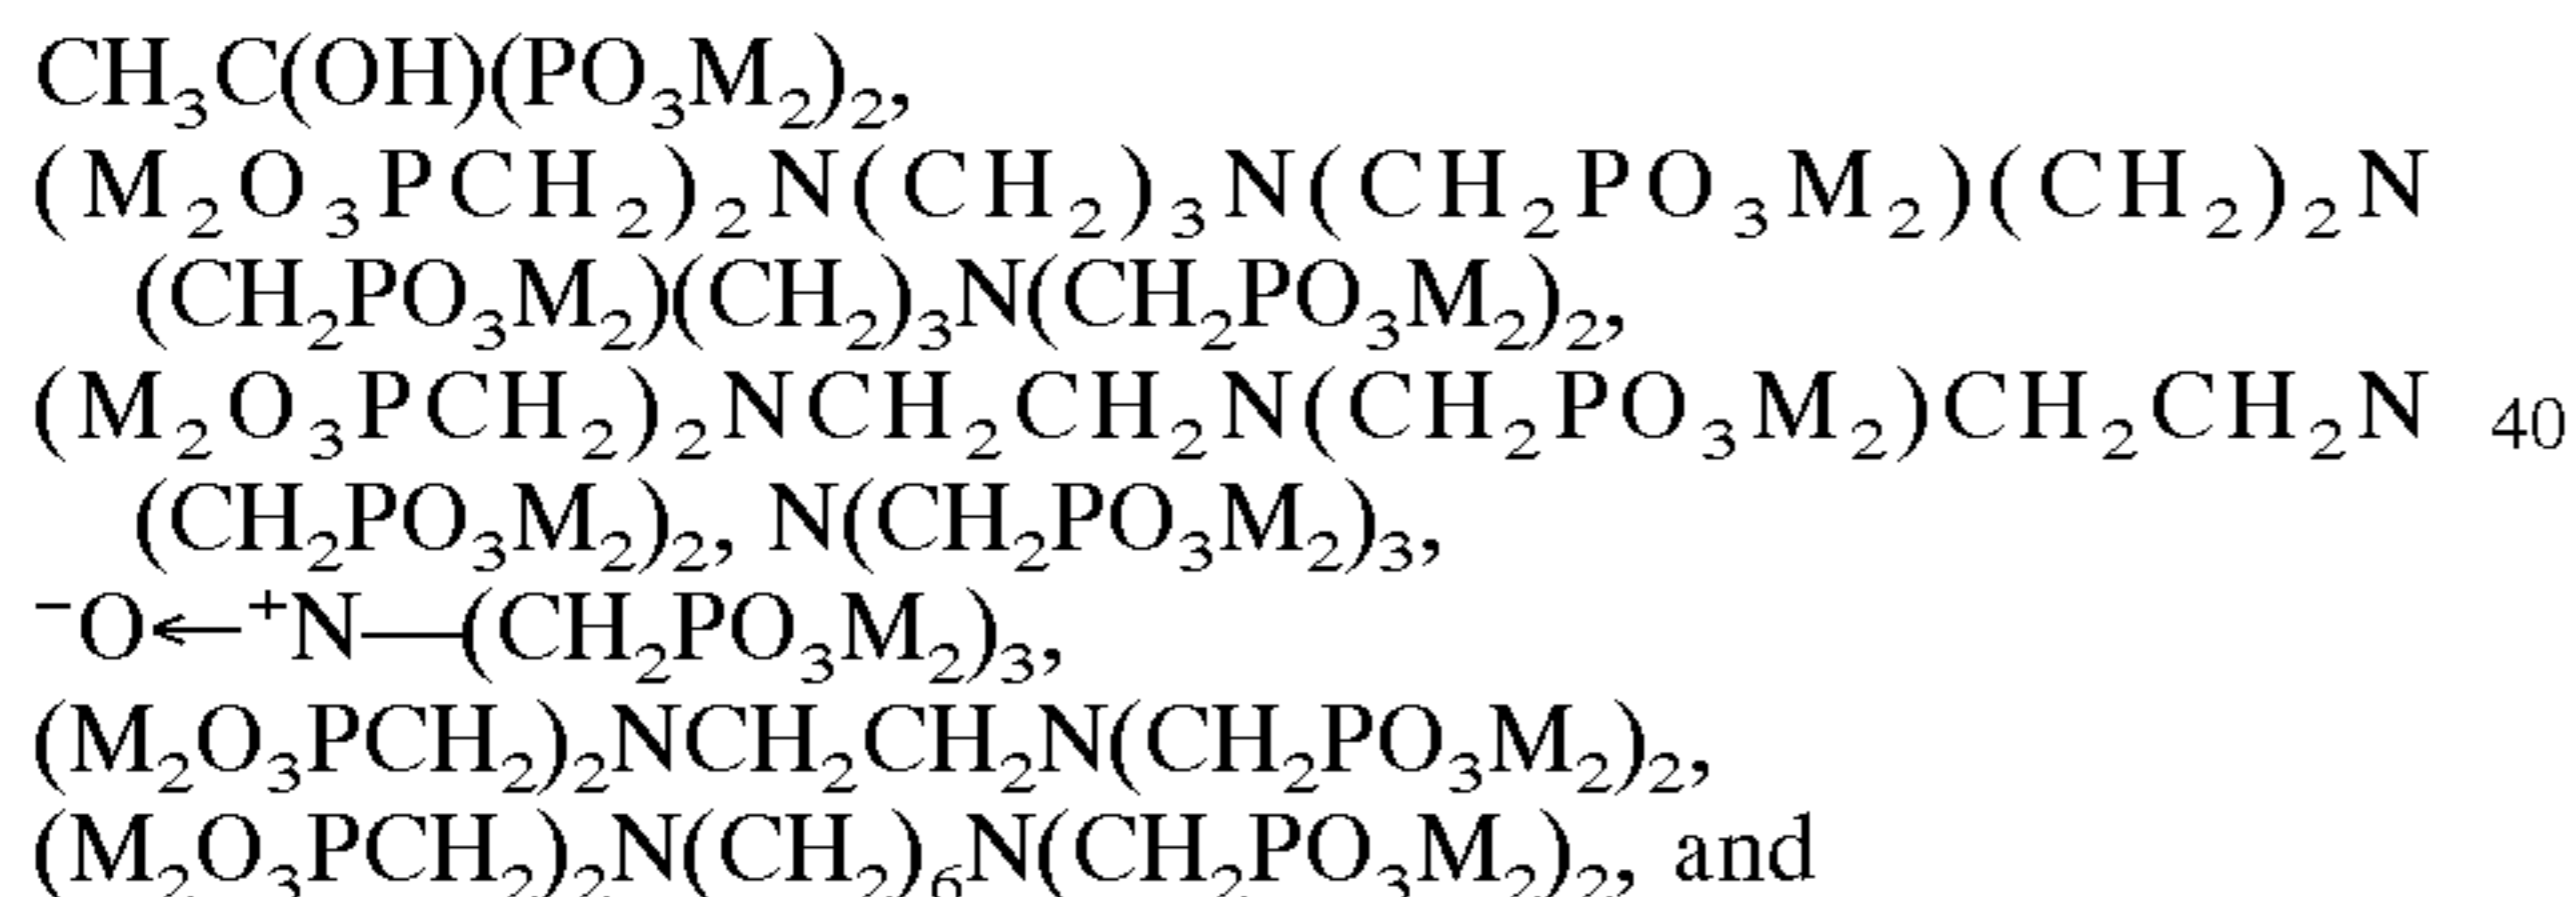 CH₃C(OH)(PO₃M₂)₂,
(M₂O₃PCH₂)₂N(CH₂)₃N(CH₂PO₃M₂)(CH₂)₂N
(CH₂PO₃M₂)(CH₂)₃N(CH₂PO₃M₂)₂,
(M₂O₃PCH₂)₂NCH₂CH₂N(CH₂PO₃M₂)CH₂CH₂N 40
(CH₂PO₃M₂)₂, N(CH₂PO₃M₂)₃,
⁻O←⁺N—(CH₂PO₃M₂)₃,
(M₂O₃PCH₂)₂NCH₂CH₂N(CH₂PO₃M₂)₂,
(M₂O₃PCH₂)₂N(CH₂)₆N(CH₂PO₃M₂)₂, and